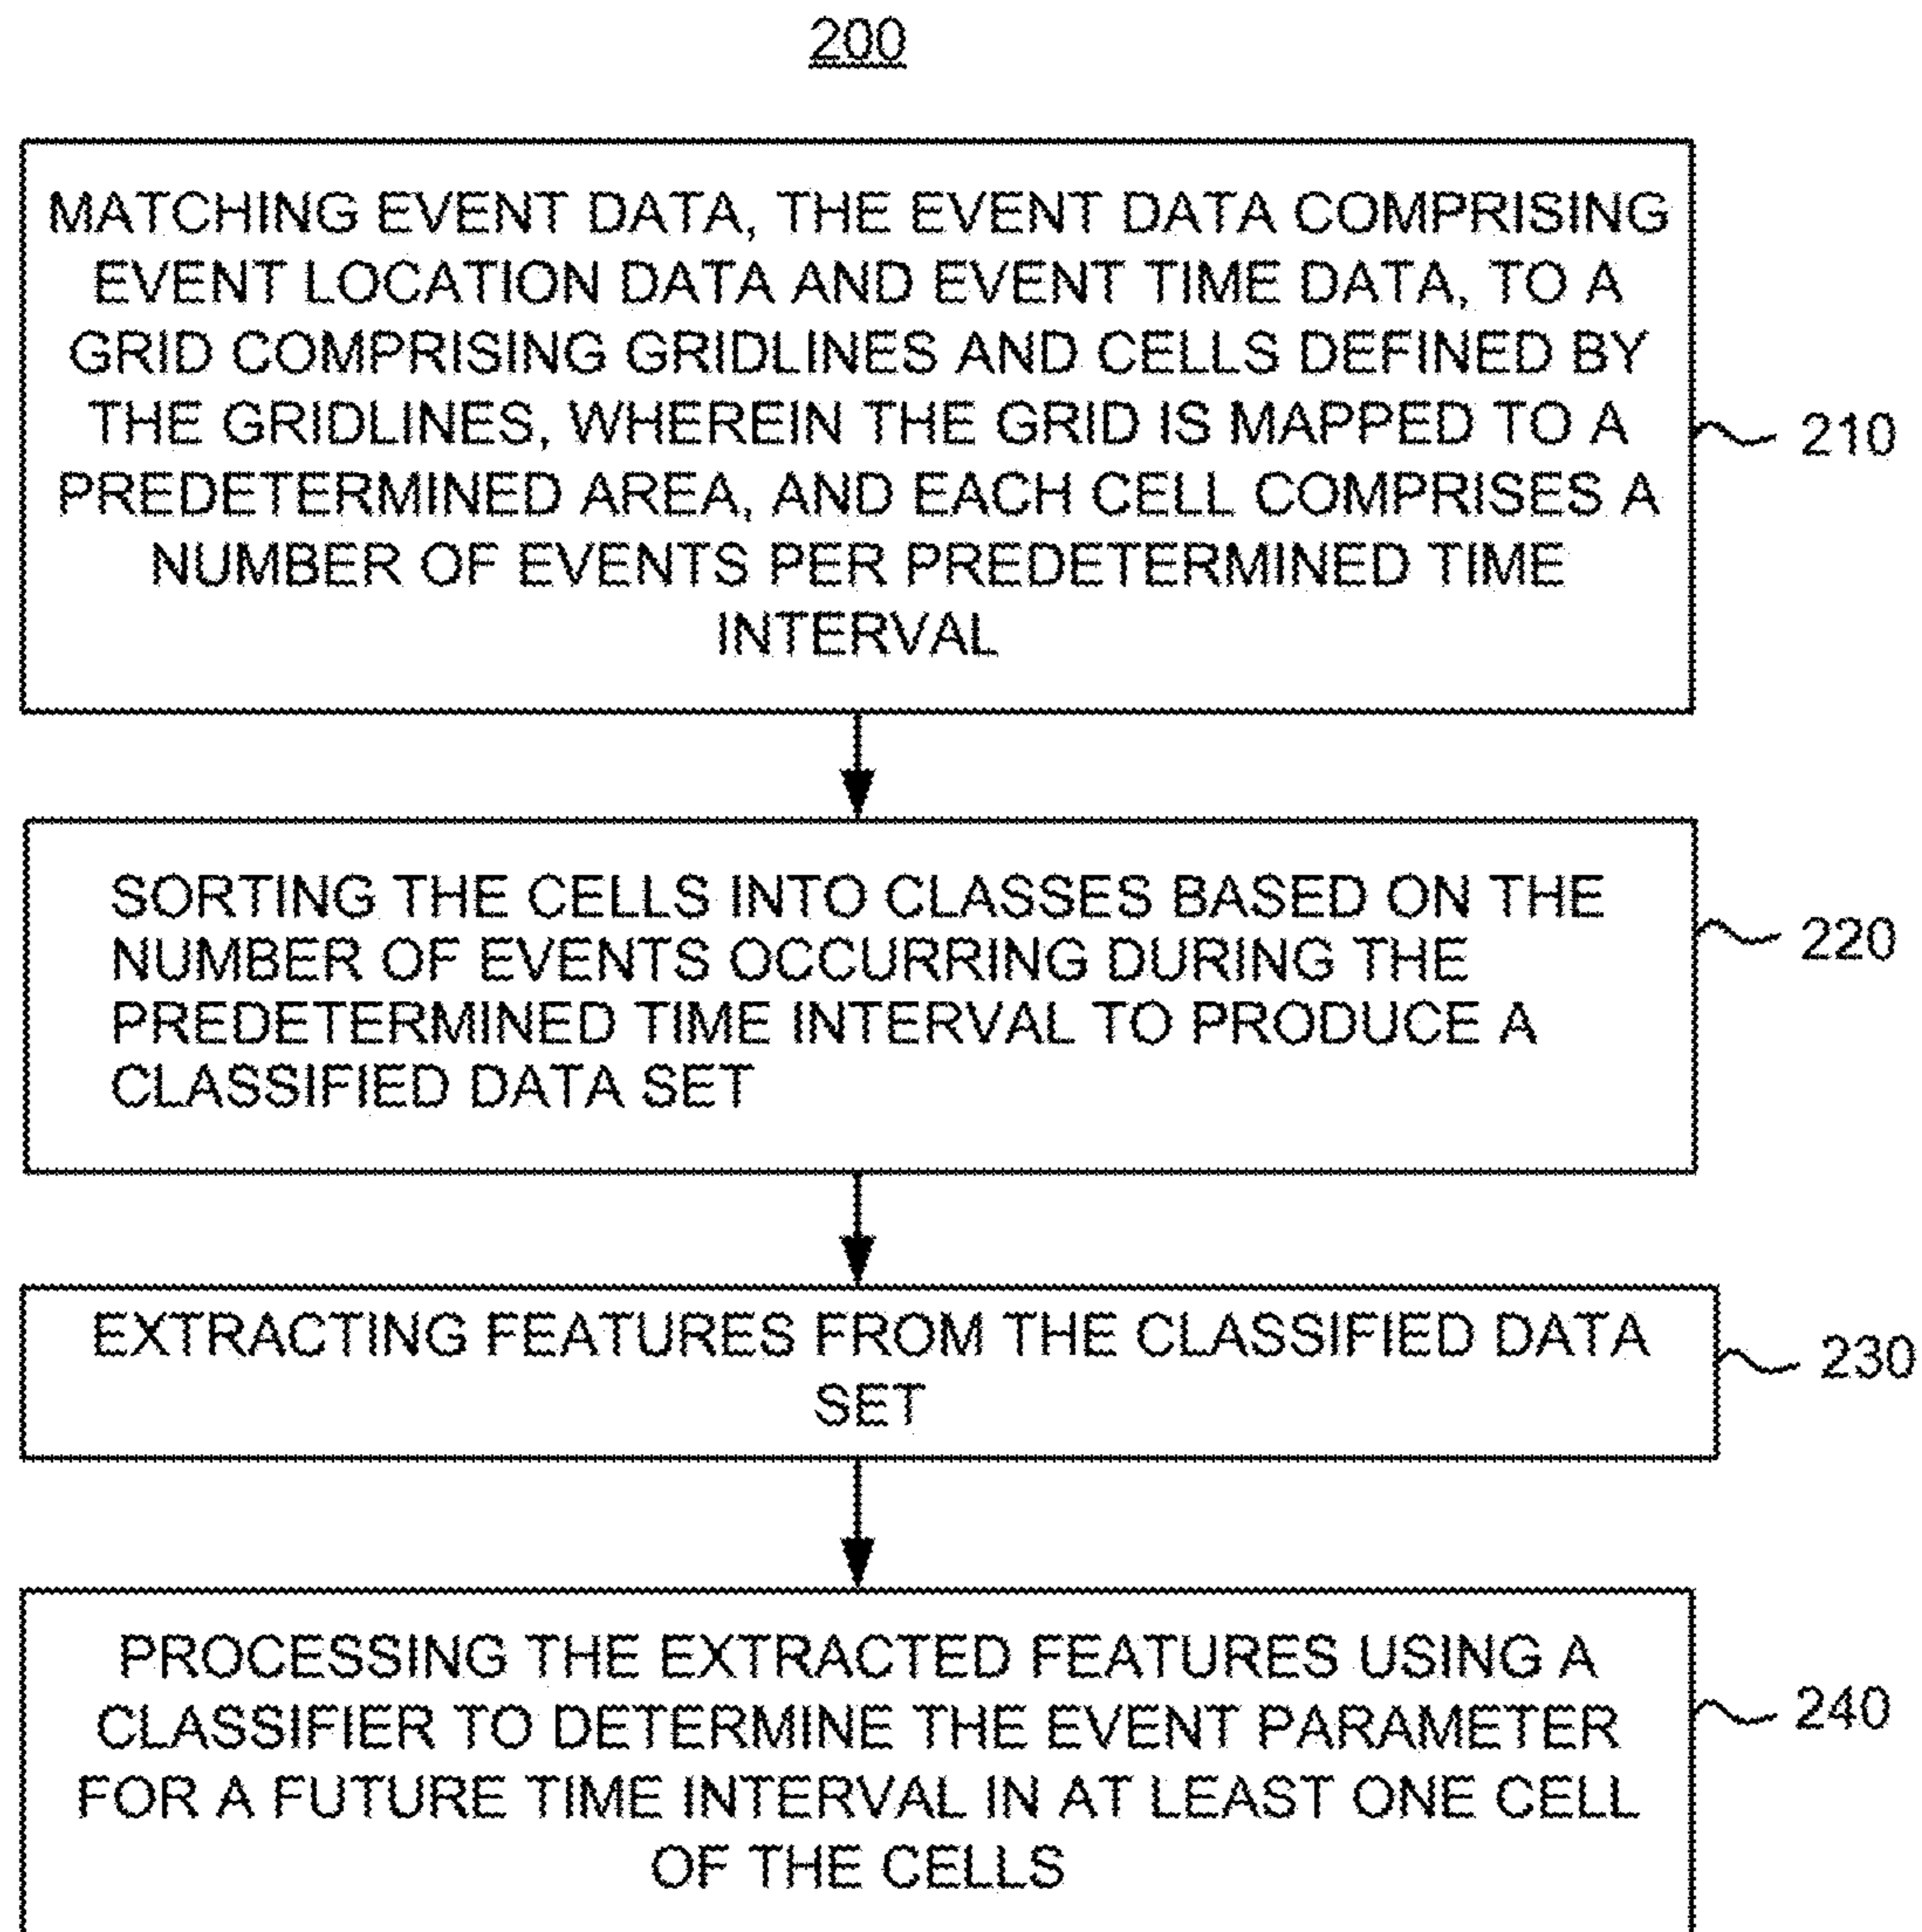 200
MATCHING EVENT DATA, THE EVENT DATA COMPRISING
EVENT LOCATION DATA AND EVENT TIME DATA, TO A
GRID COMPRISING GRIDLINES AND CELLS DEFINED BY
THE GRIDLINES, WHEREIN THE GRID IS MAPPED TO A
PREDETERMINED AREA, AND EACH CELL COMPRISES A
NUMBER OF EVENTS PER PREDETERMINED TIME
INTERVAL
210
SORTING THE CELLS INTO CLASSES BASED ON THE
NUMBER OF EVENTS OCCURRING DURING THE
PREDETERMINED TIME INTERVAL TO PRODUCE A
CLASSIFIED DATA SET
220
EXTRACTING FEATURES FROM THE CLASSIFIED DATA
SET
230
PROCESSING THE EXTRACTED FEATURES USING A
CLASSIFIER TO DETERMINE THE EVENT PARAMETER
FOR A FUTURE TIME INTERVAL IN AT LEAST ONE CELL
OF THE CELLS
240